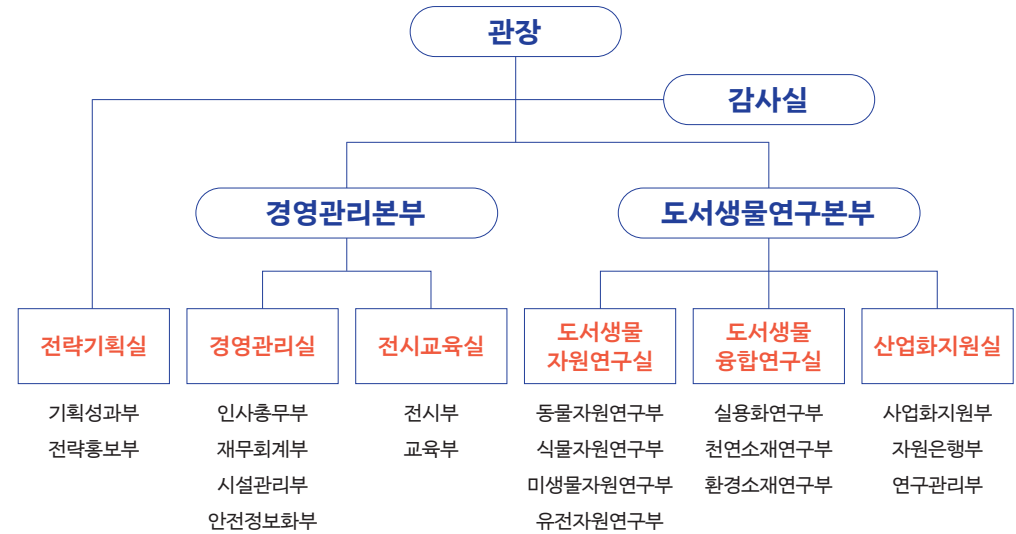 관장
감사실
경영관리본부
도서생물연구본부
전략기획실
기획성과부
전략홍보부
경영관리실
인사총무부
재무회계부
시설관리부
안전정보화부
전시교육실
전시부
교육부
도서생물
자원연구실
동물자원연구부
식물자원연구부
미생물자원연구부
유전자원연구부
도서생물
융합연구실
실용화연구부
천연소재연구부
환경소재연구부
산업화지원실
사업화지원부
자원은행부
연구관리부